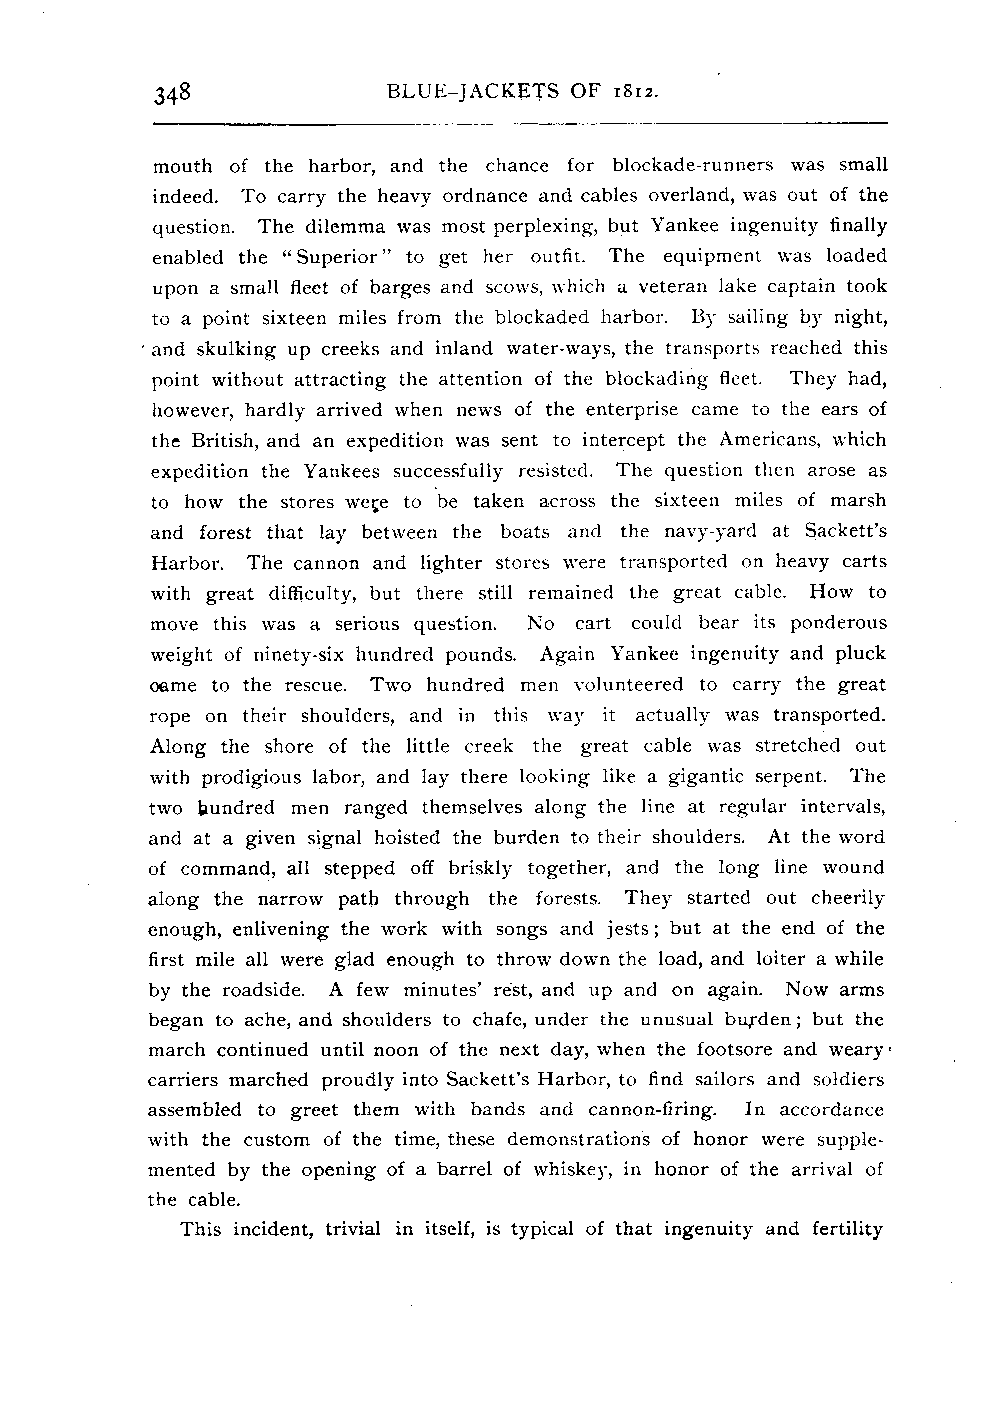 348 BLUE-JACKETS OF 1812.
mouth of the harbor, and the chance for blockade-runners was small
indeed. To carry the heavy ordnance and cables overland, was out of the
question. The dilemma was most perplexing, but Yankee ingenuity finally
enabled the "Superior" to get her outfit. The equipment was loaded
upon a small fleet of barges and scows, which a veteran lake captain took
to a point sixteen miles from the blockaded harbor. By sailing by night,
and skulking up creeks and inland water-ways, the transports reached this
point without attracting the attention of the blockading fleet. They had,
however, hardly arrived when news of the enterprise came to the ears of
the British, and an expedition was sent to intercept the Americans, which
expedition the Yankees successfully resisted. The question then arose as
to how the stores were to be taken across the sixteen miles of marsh
and forest that lay between the boats and the navy-yard at Sackett's
Harbor. The cannon and lighter stores were transported on heavy carts
with great difficulty, but there still remained the great cable. How to
move this was a serious question. No cart could bear its ponderous
weight of ninety-six hundred pounds. Again Yankee ingenuity and pluck
came to the rescue. Two hundred men volunteered to carry the great
rope on their shoulders, and in this way it actually was transported.
Along the shore of the little creek the great cable was stretched out
with prodigious labor, and lay there looking like a gigantic serpent. The
two hundred men ranged themselves along the line at regular intervals,
and at a given signal hoisted the burden to their shoulders. At the word
of command, all stepped off briskly together, and the long line wound
along the narrow path through the forests. They started out cheerily
enough, enlivening the work with songs and jests; but at the end of the
first mile all were glad enough to throw down the load, and loiter a while
by the roadside. A few minutes' rest, and up and on again. Now arms
began to ache, and shoulders to chafe, under the unusual burden; but the
march continued until noon of the next day, when the footsore and weary
carriers marched proudly into Sackett's Harbor, to find sailors and soldiers
assembled to greet them with bands and cannon-firing. In accordance
with the custom of the time, these demonstrations of honor were supple-
mented by the opening of a barrel of whiskey, in honor of the arrival of
the cable.
This incident, trivial in itself, is typical of that ingenuity and fertility